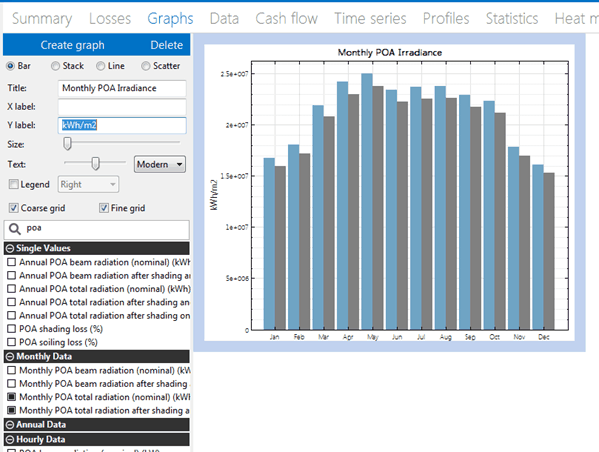 Summary Losses Graphs Data Cash flow Time series Profiles Statistics Heat m
Create graph Delete
Bar Stack Line Scatter
Title: Monthly POA Irradiance
X label:
Y label: kWh/m2
Size:
Text: Modern
Legend Right
Coarse grid Fine grid
poa
Single Values
Annual POA beam radiation (nominal) (kWh
Annual POA beam radiation after shading an
Annual POA total radiation (nominal) (kWh)
Annual POA total radiation after shading an
Annual POA total radiation after shading on
POA shading loss (%)
POA soiling loss (%)
Monthly Data
Monthly POA beam radiation (nominal) (kW
Monthly POA beam radiation after shading a
Monthly POA total radiation (nominal) (kWh
Monthly POA total radiation after shading a
Annual Data
Hourly Data
Monthly POA Irradiance
2.5e+007
2e+007
1.5e+007
1e+007
5e+006
0
kWh/m2
Jan Feb Mar Apr May Jun Jul Aug Sep Oct Nov Dec